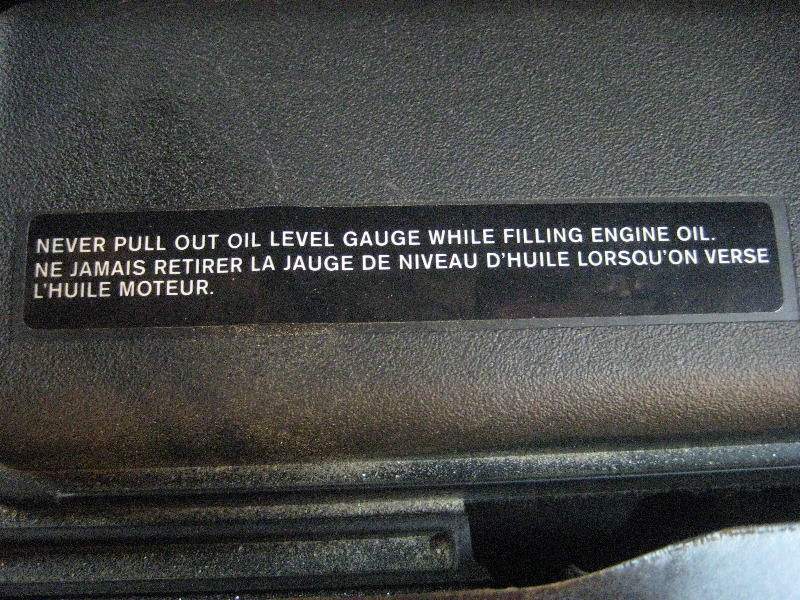 NEVER PULL OUT OIL LEVEL GAUGE WHILE FILLING ENGINE OIL.
NE JAMAIS RETIRER LA JAUGE DE NIVEAU D'HUILE LORSQU'ON VERSE
L'HUILE MOTEUR.